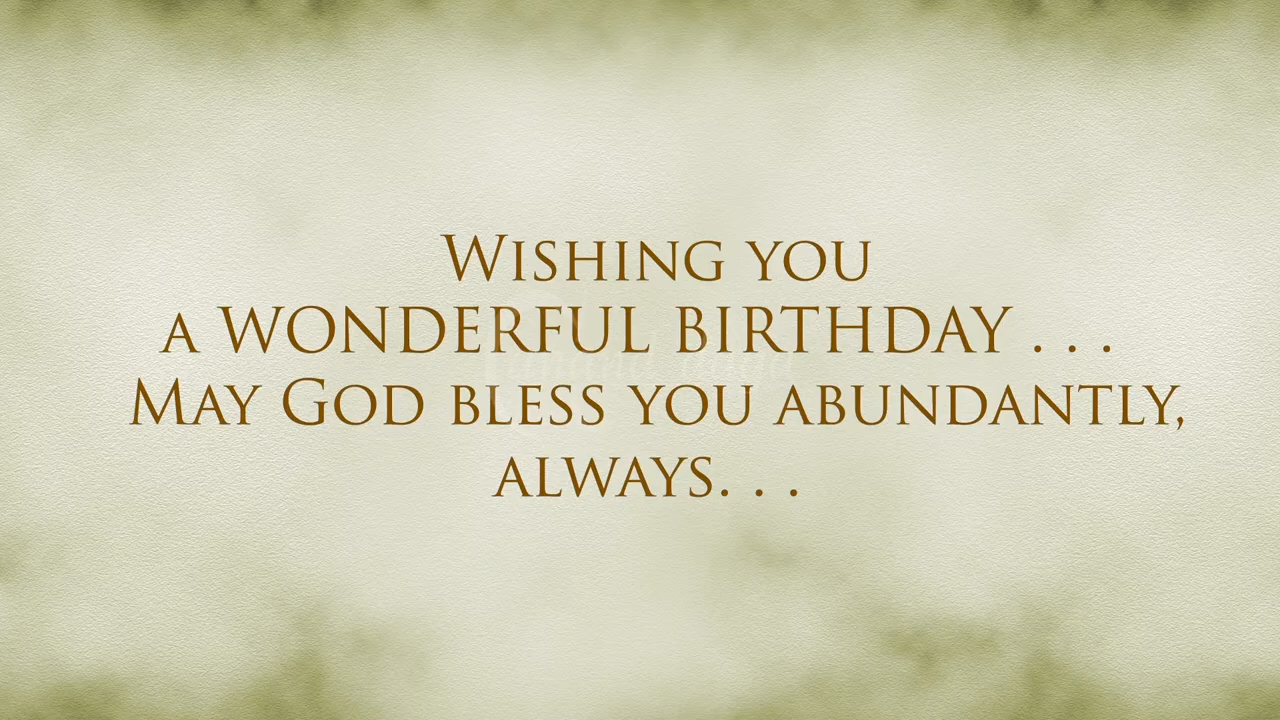 Wishing you
a WONDERFUL BIRTHDAY . . .
May God bless you abundantly,
always. . .